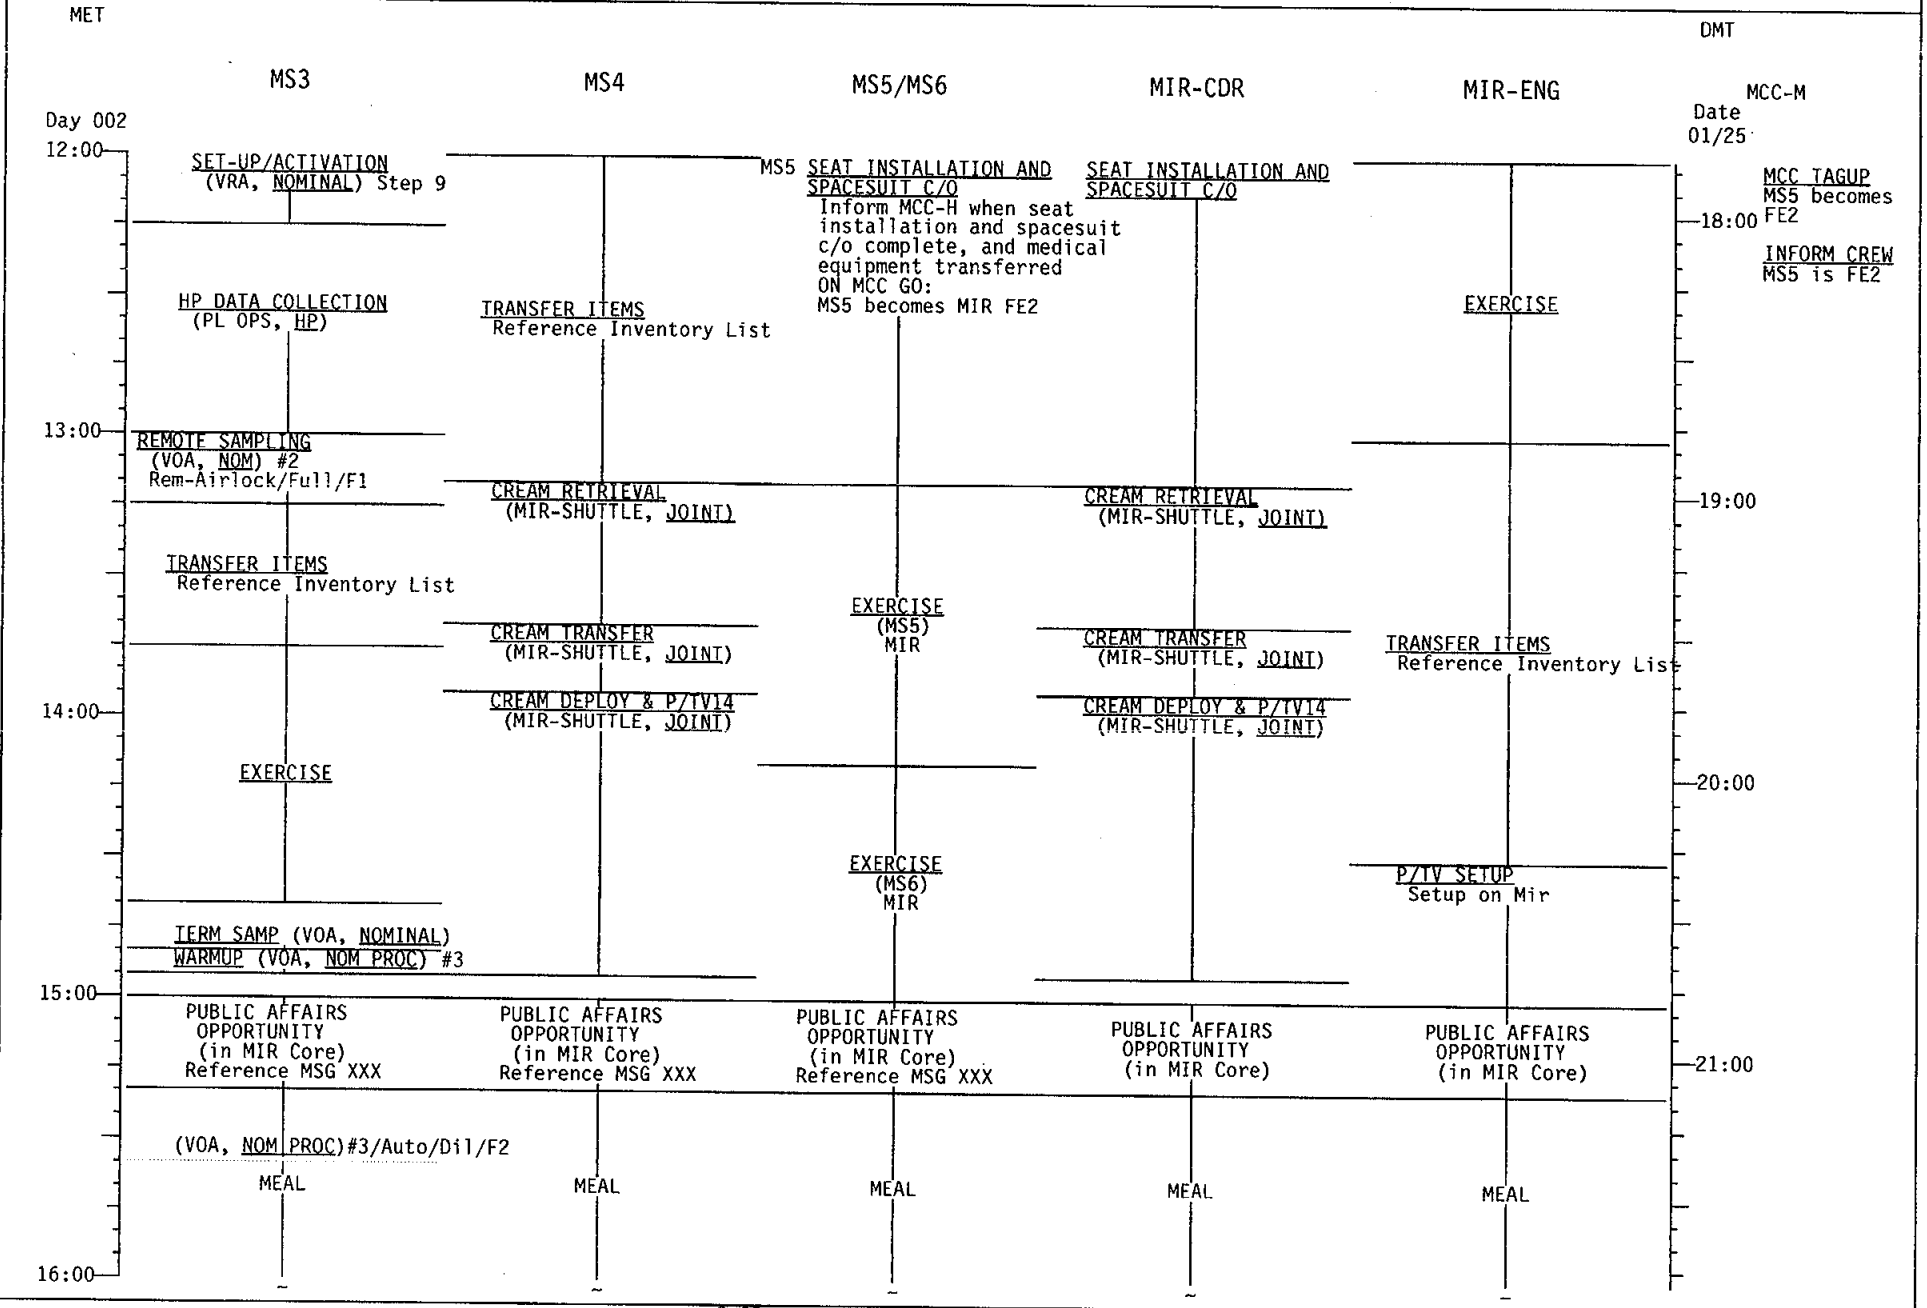 MET
DMT
MS3
MS4
MS5/MS6
MIR-CDR
MIR-ENG
MCC-M
Day 002
Date
01/25
12:00
SET-UP/ACTIVATION
(VRA, NOMINAL) Step 9
HP DATA COLLECTION
(PL OPS, HP)
13:00
REMOTE SAMPLING
(VOA, NOM) #2
Rem-Airlock/Full/F1
TRANSFER ITEMS
Reference Inventory List
14:00
EXERCISE
TERM SAMP (VOA, NOMINAL)
WARMUP (VOA, NOM PROC) #3
15:00
PUBLIC AFFAIRS
OPPORTUNITY
(in MIR Core)
Reference MSG XXX
(VOA, NOM PROC)#3/Auto/Dil/F2
MEAL
16:00
~
TRANSFER ITEMS
Reference Inventory List
CREAM RETRIEVAL
(MIR-SHUTTLE, JOINT)
CREAM TRANSFER
(MIR-SHUTTLE, JOINT)
CREAM DEPLOY & P/TV14
(MIR-SHUTTLE, JOINT)
PUBLIC AFFAIRS
OPPORTUNITY
(in MIR Core)
Reference MSG XXX
MEAL
~
MS5 SEAT INSTALLATION AND
SPACESUIT C/O
Inform MCC-H when seat
installation and spacesuit
c/o complete, and medical
equipment transferred
ON MCC GO:
MS5 becomes MIR FE2
EXERCISE
(MS5)
MIR
EXERCISE
(MS6)
MIR
PUBLIC AFFAIRS
OPPORTUNITY
(in MIR Core)
Reference MSG XXX
MEAL
~
SEAT INSTALLATION AND
SPACESUIT C/O
CREAM RETRIEVAL
(MIR-SHUTTLE, JOINT)
CREAM TRANSFER
(MIR-SHUTTLE, JOINT)
CREAM DEPLOY & P/TV14
(MIR-SHUTTLE, JOINT)
PUBLIC AFFAIRS
OPPORTUNITY
(in MIR Core)
MEAL
~
EXERCISE
TRANSFER ITEMS
Reference Inventory List
P/TV SETUP
Setup on Mir
PUBLIC AFFAIRS
OPPORTUNITY
(in MIR Core)
MEAL
~
18:00
19:00
20:00
21:00
MCC TAGUP
MS5 becomes
FE2
INFORM CREW
MS5 is FE2